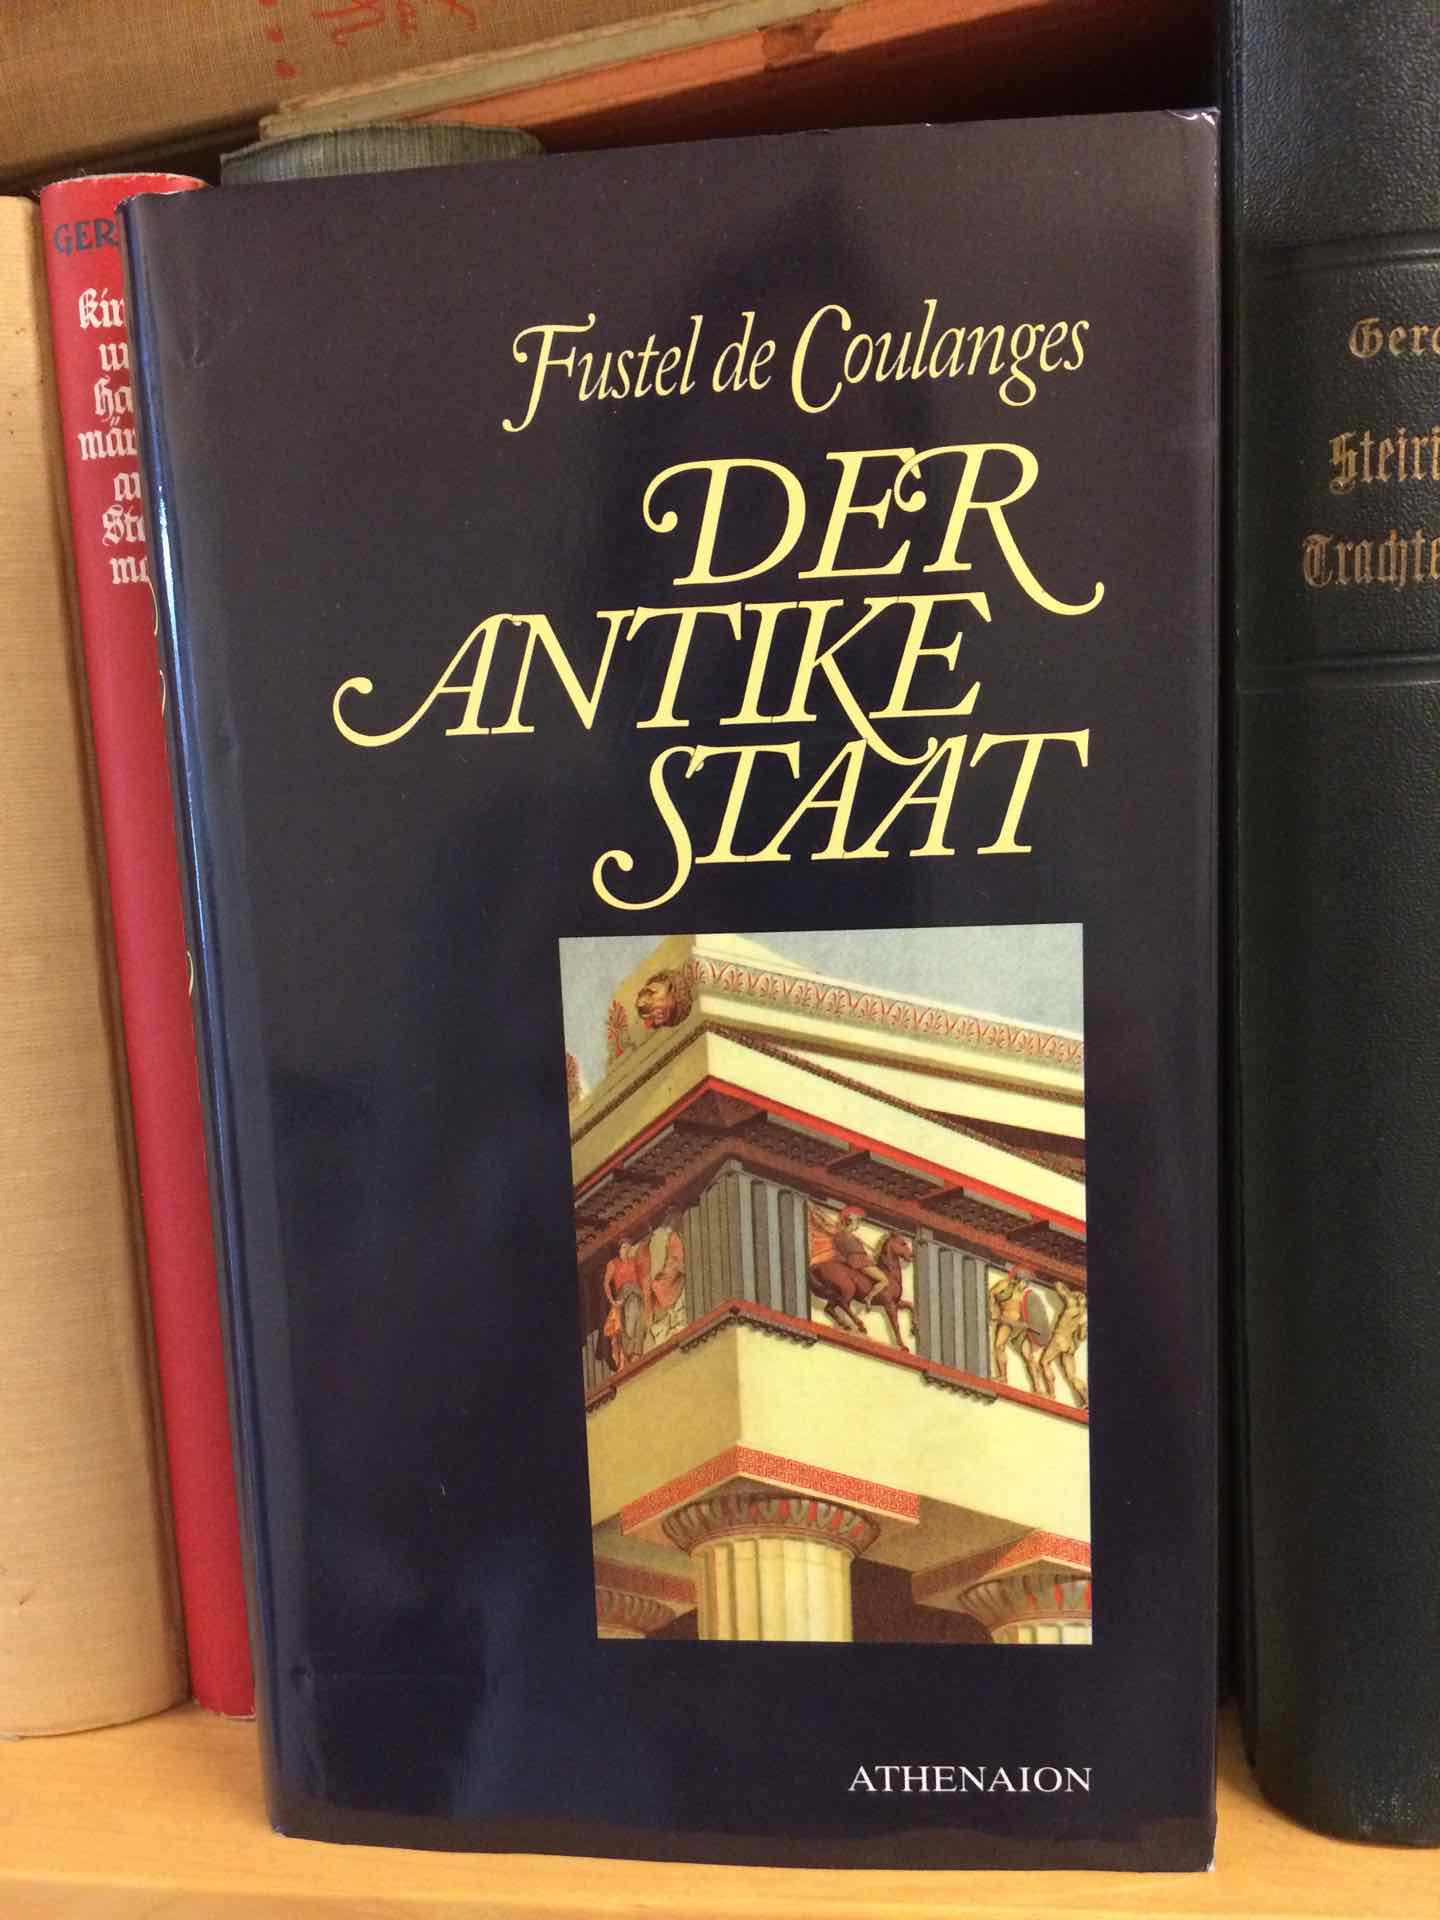 Fustel de Coulanges
DER
ANTIKE
STAAT
ATHENAION